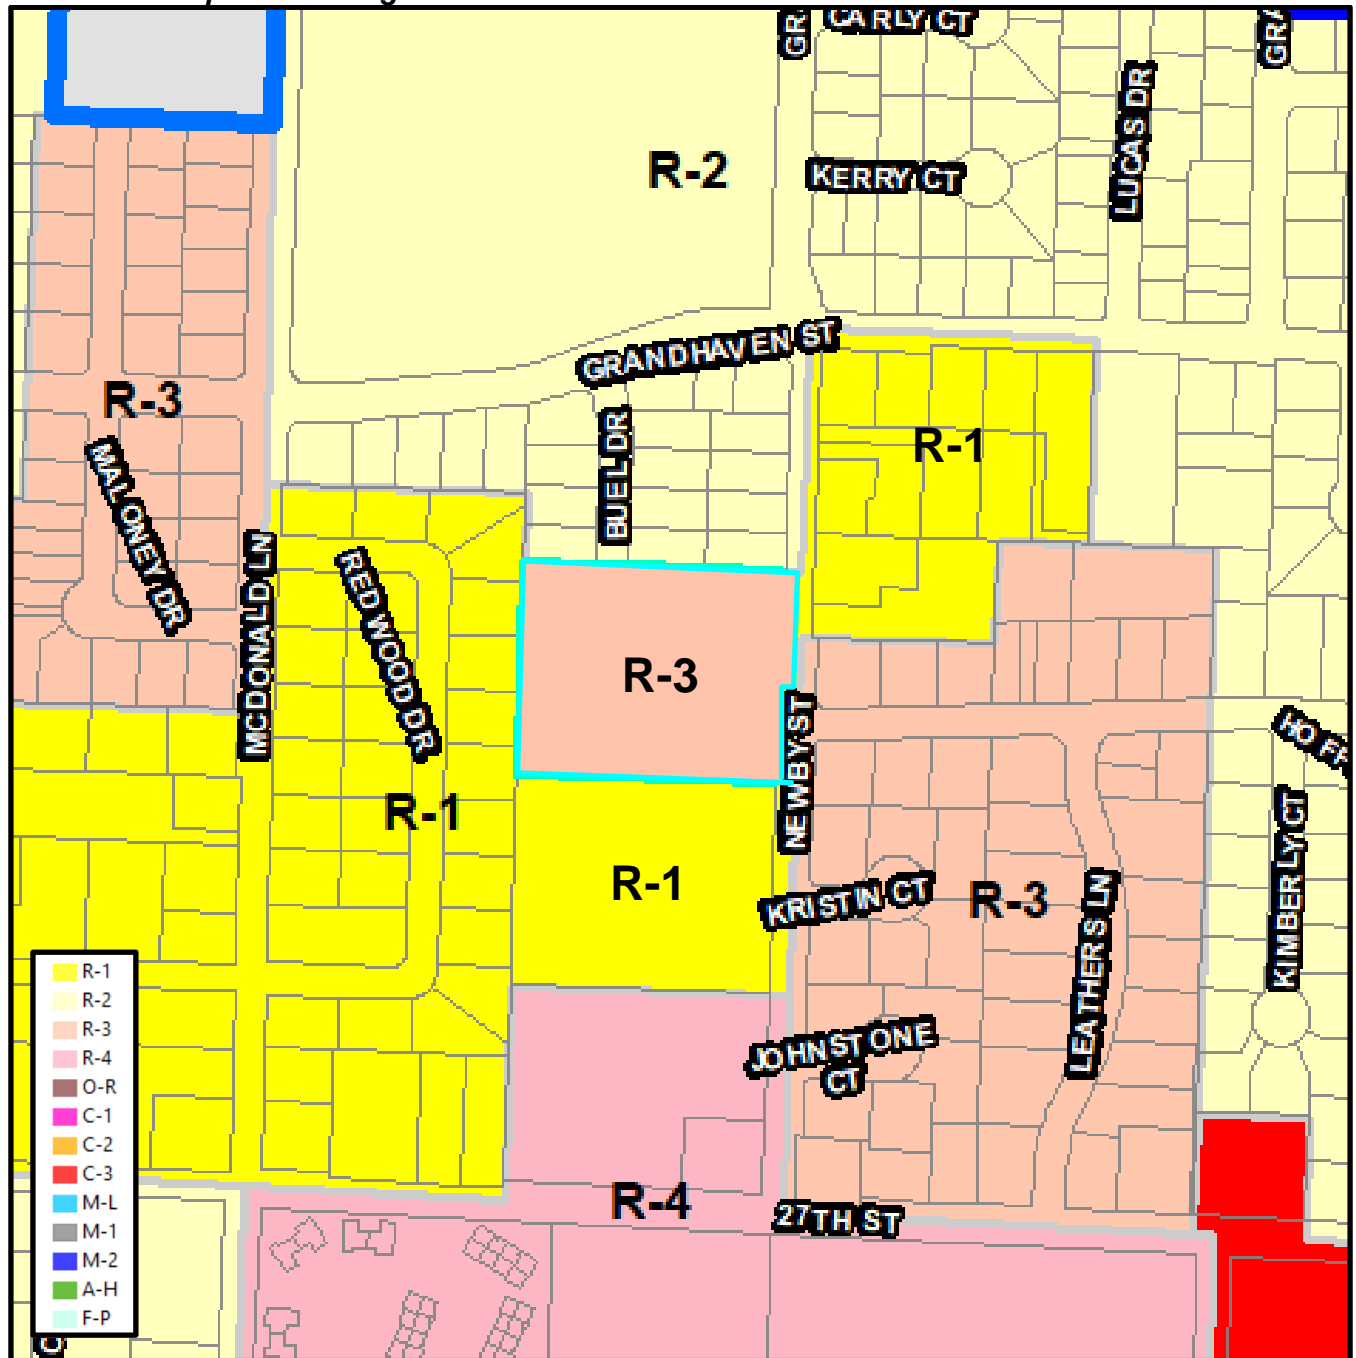 CARLY CT
LUCAS DR
R-2
KERRY CT
GRANDHAVEN ST
R-3
BUEL DR
R-1
MALONEY DR
MCDONALD LN
REDWOOD DR
R-3
NEWBY ST
R-1
R-1
KRISTIN CT
R-3
LEATHERS LN
KIMBERLY CT
JOHNSTONE
CT
R-4
27TH ST
R-1
R-2
R-3
R-4
O-R
C-1
C-2
C-3
M-L
M-1
M-2
A-H
F-P